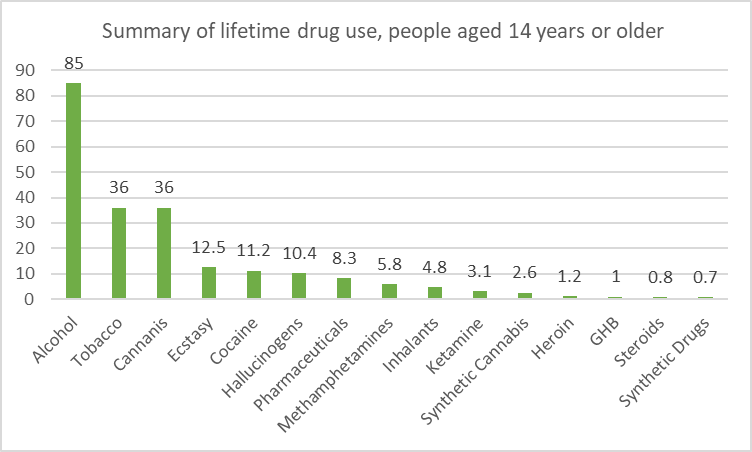 Summary of lifetime drug use, people aged 14 years or older
90
80
70
60
50
40
30
20
10
0
85
36
36
12.5
11.2
10.4
8.3
5.8
4.8
3.1
2.6
1.2
1
0.8
0.7
Alcohol
Tobacco
Cannanis
Ecstasy
Cocaine
Hallucinogens
Pharmaceuticals
Methamphetamines
Inhalants
Ketamine
Synthetic Cannabis
Heroin
GHB
Steroids
Synthetic Drugs